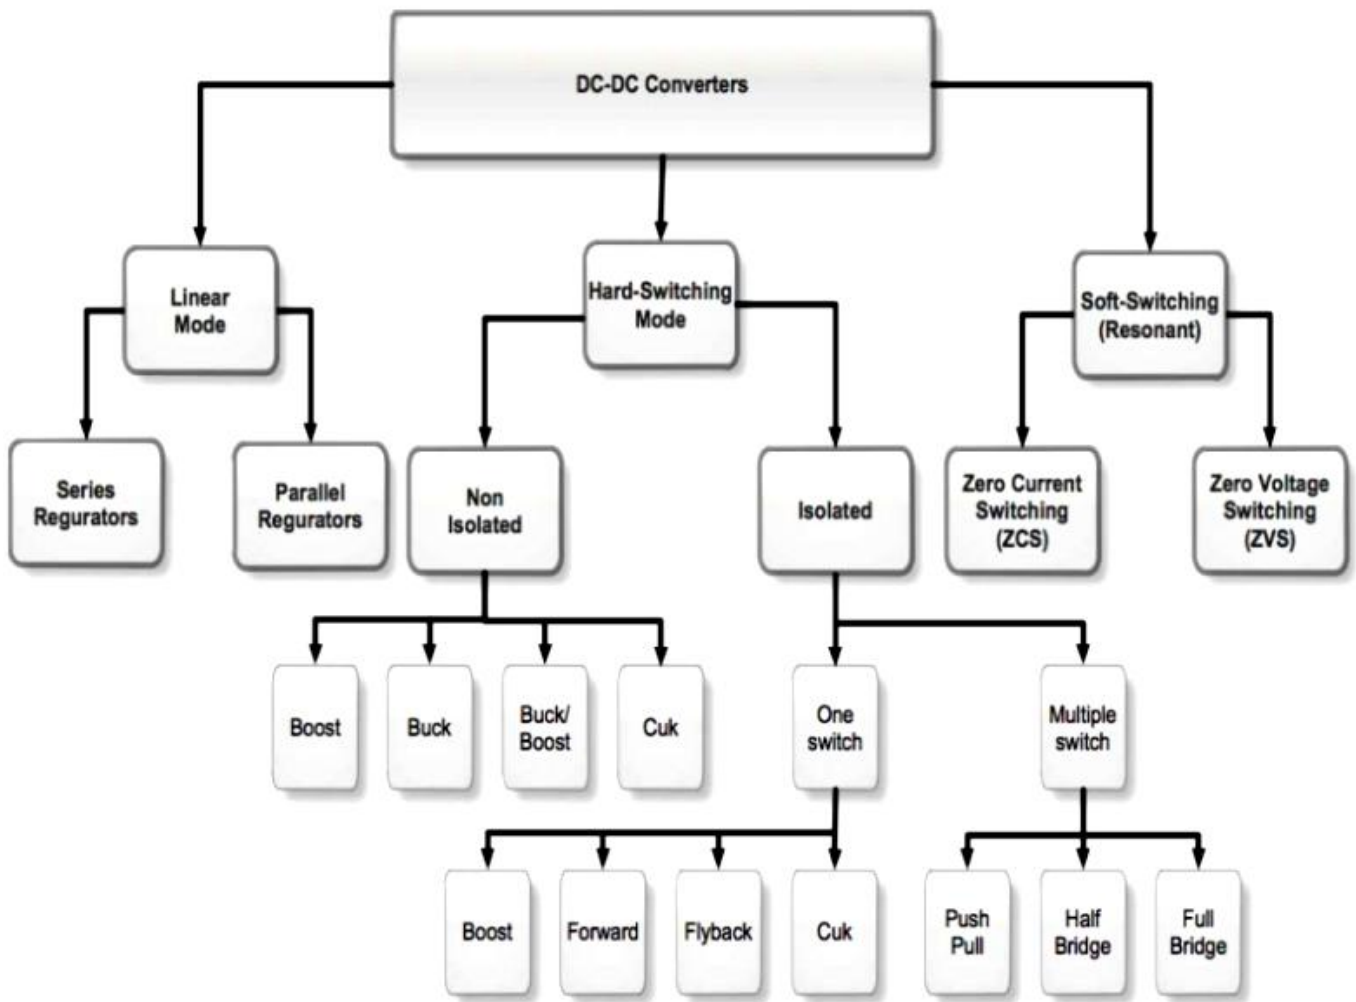 DC-DC Converters
Linear
Mode
Hard-Switching
Mode
Soft-Switching
(Resonant)
Series
Regurators
Parallel
Regurators
Non
Isolated
Isolated
Zero Current
Switching
(ZCS)
Zero Voltage
Switching
(ZVS)
Boost
Buck
Buck/
Boost
Cuk
One
switch
Multiple
switch
Boost
Forward
Flyback
Cuk
Push
Pull
Half
Bridge
Full
Bridge